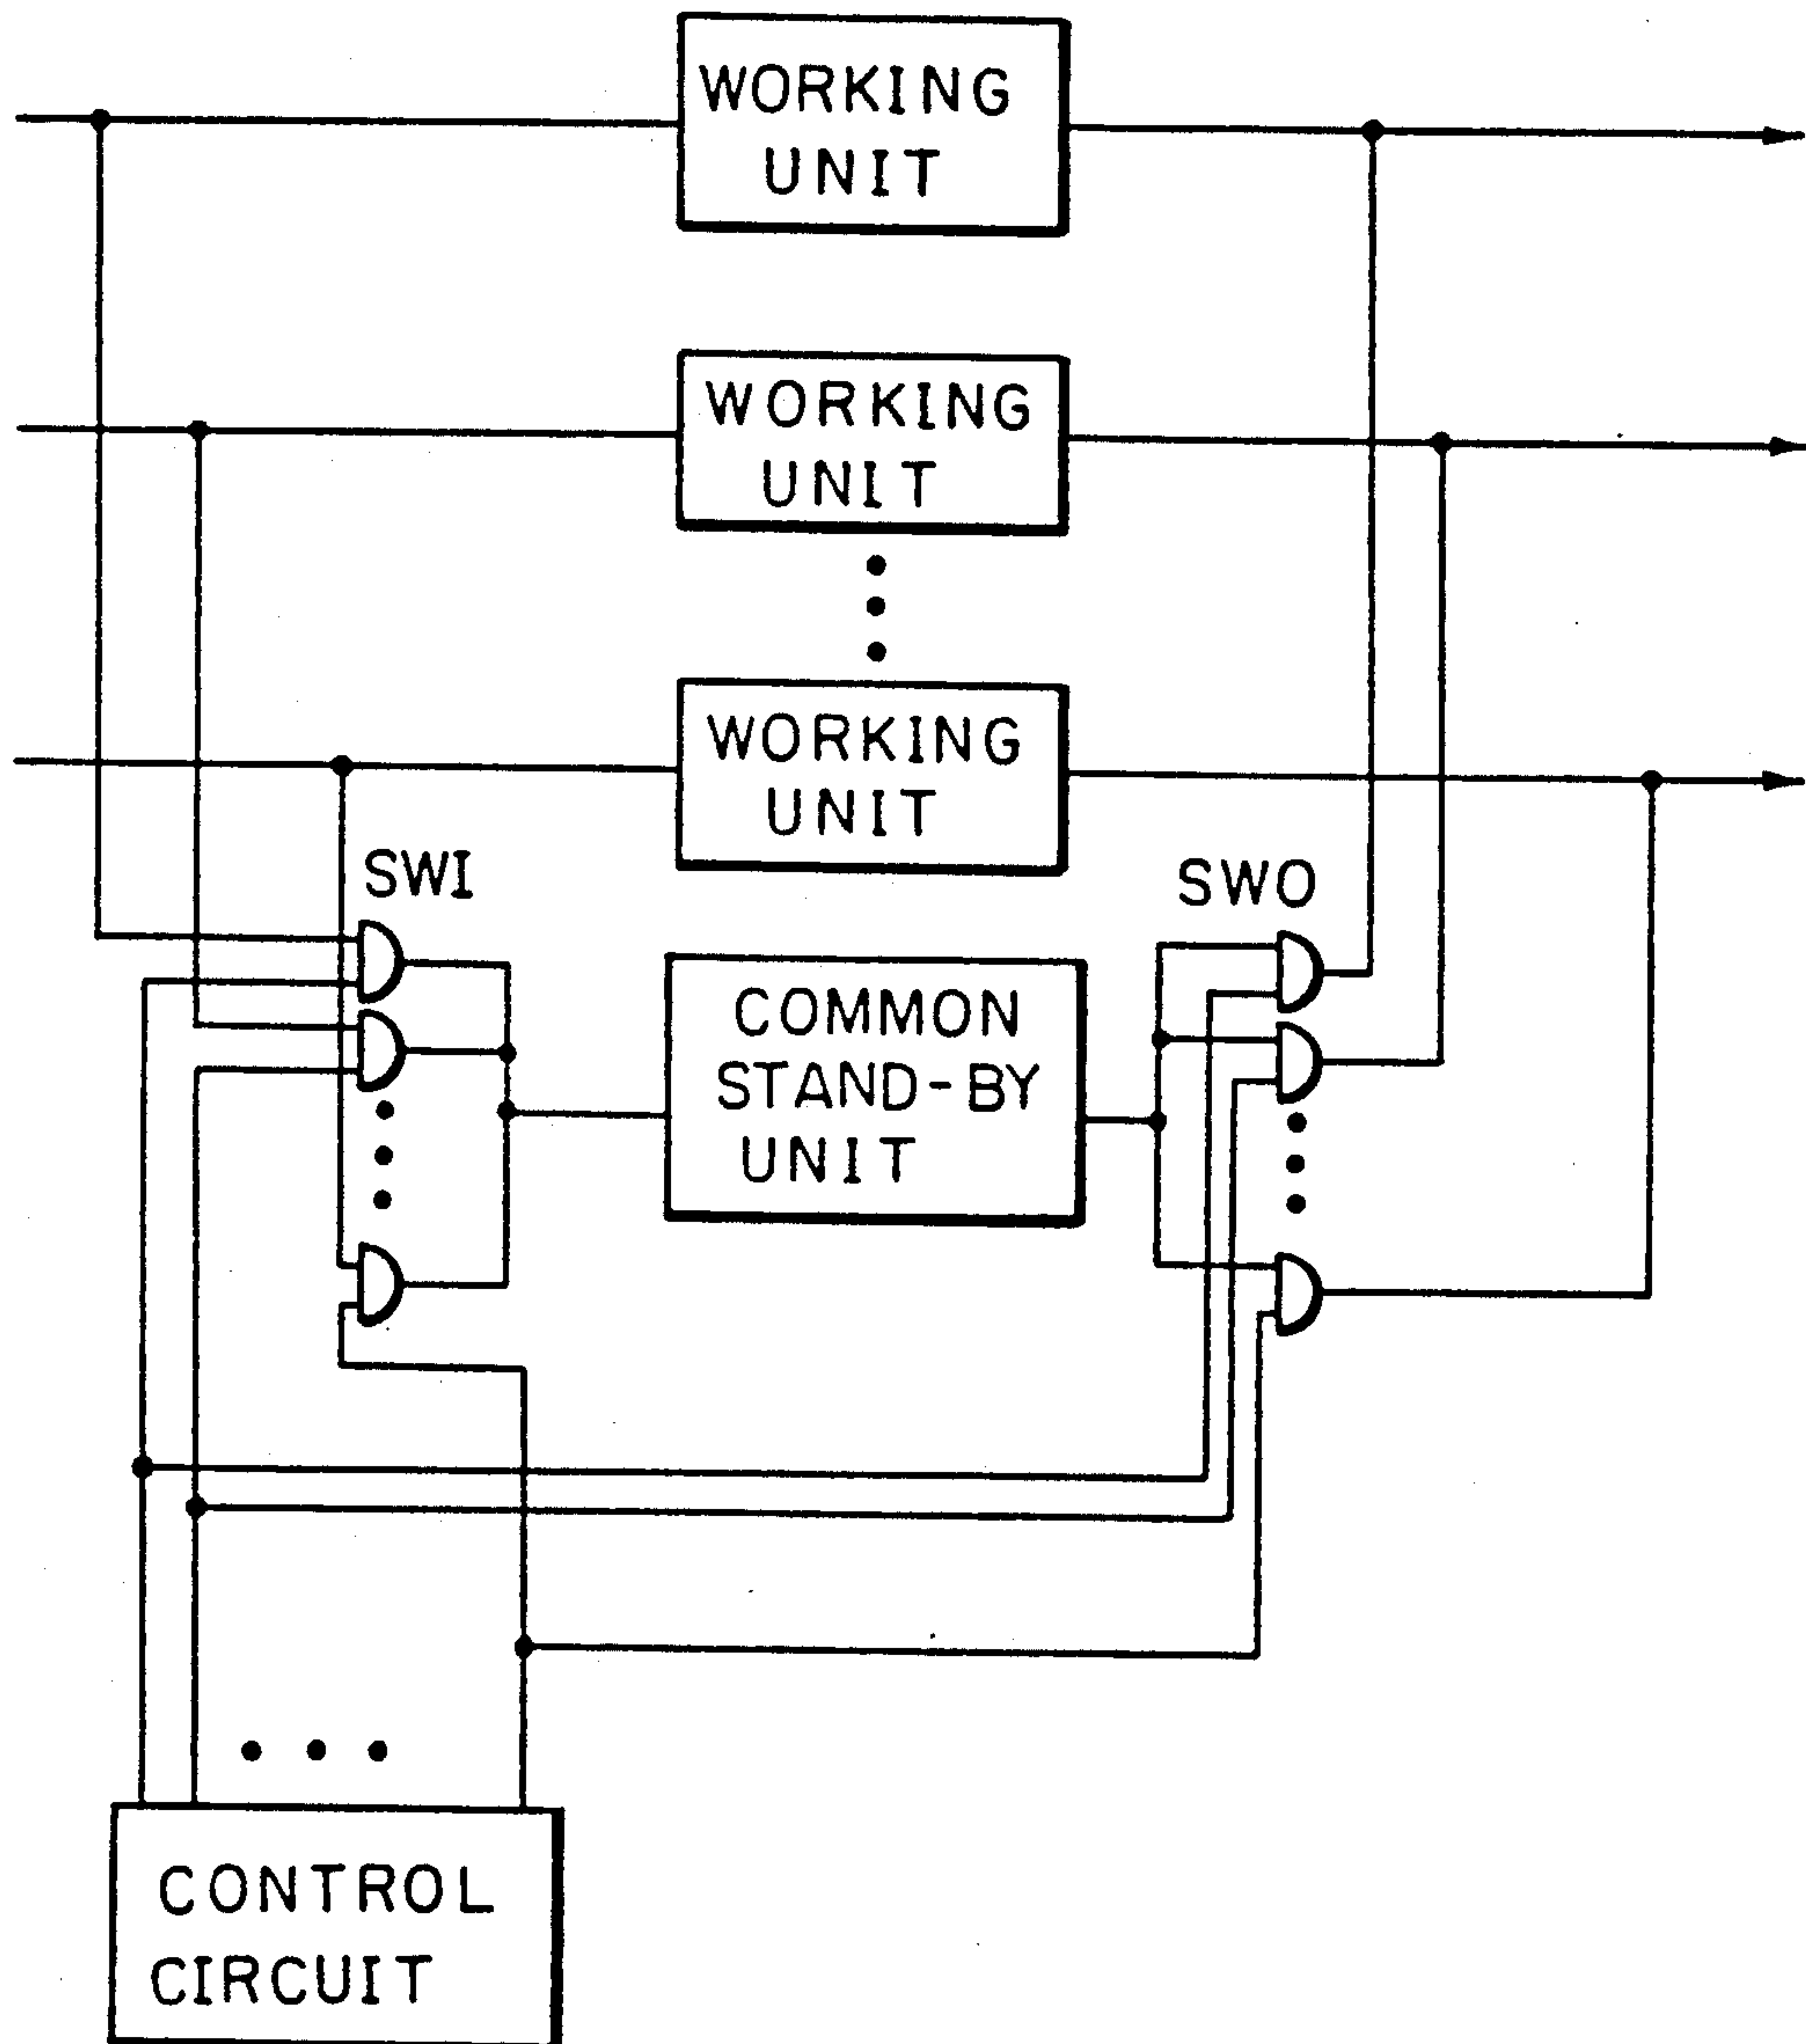 WORKING
UNIT
WORKING
UNIT
WORKING
UNIT
SWI
SWO
COMMON
STAND-BY
UNIT
CONTROL
CIRCUIT